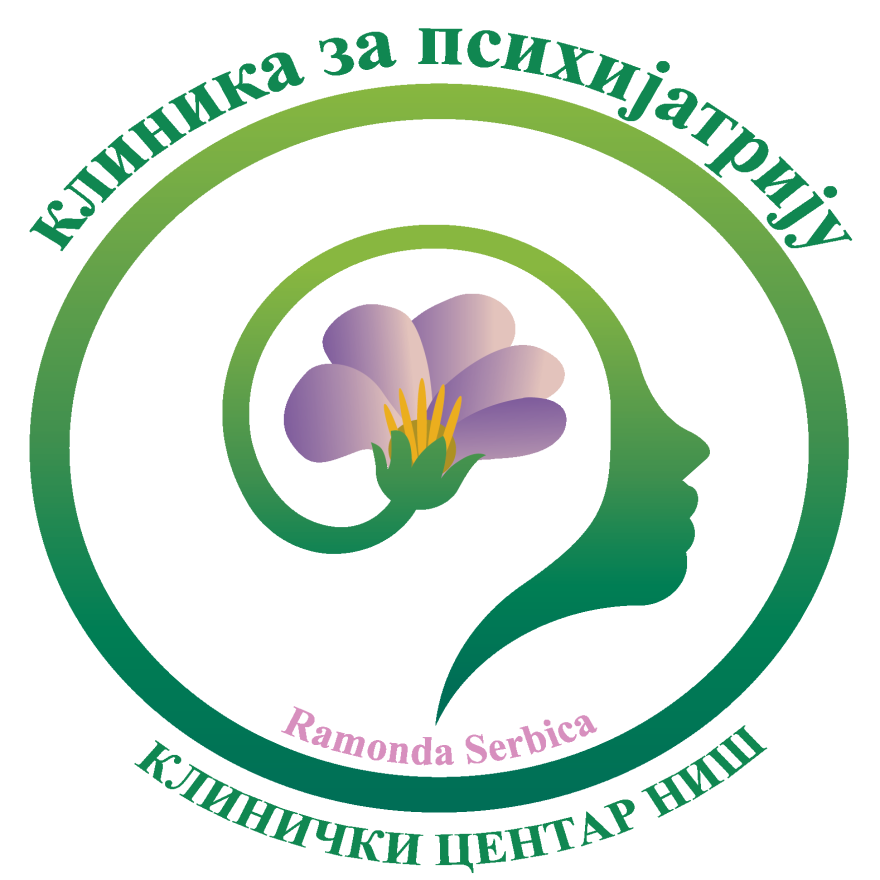 клиника за психијатрију
Ramonda Serbica
КЛИНИЧКИ ЦЕНТАР НИШ